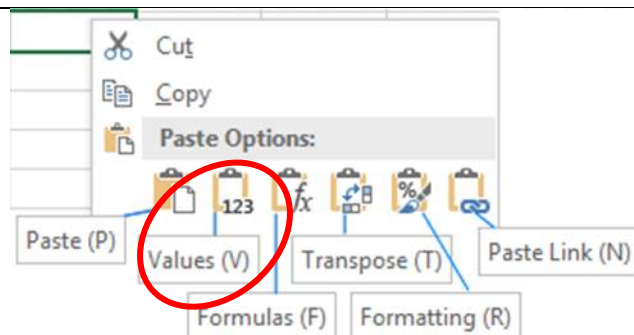 Cut
Copy
Paste Options:
123 fx %
Paste (P)
Values (V) Transpose (T) Paste Link (N)
Formulas (F) Formatting (R)